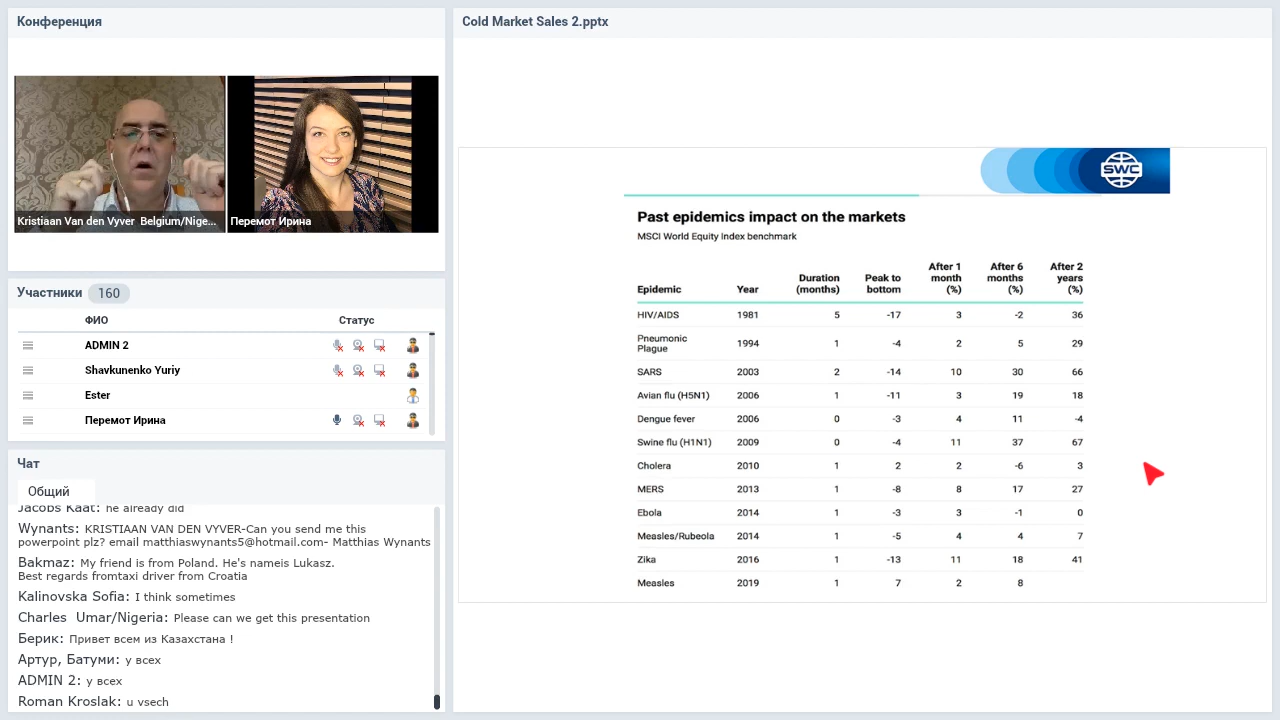 Конференция
Kristiaan Van den Vyver Belgium/Nige...
Перемот Ирина
Участники 160
ФИО Статус
ADMIN 2
Shavkunenko Yuriy
Ester
Перемот Ирина
Чат
Общий
Jacobs Kaat: he already did
Wynants: KRISTIAAN VAN DEN VYVER-Can you send me this
powerpoint plz? email matthiaswynants5@hotmail.com- Matthias Wynants
Bakmaz: My friend is from Poland. He'S nameis Lukasz.
Best regards fromtaxi driver from Croatia
Kalinovska Sofia: I think sometimes
Charles Umar/Nigeria: Please can we get this presentation
Берик: Привет всем из Казахстана !
Артур, Батуми: у всех
ADMIN 2: у всех
Roman Kroslak: u vsech
Cold Market Sales 2.pptx
SWC
Past epidemics impact on the markets
MSCI World Equity Index benchmark
Epidemic Year Duration (months) Peak to bottom After 1 month (%) After 6 months (%) After 2 years (%)
HIV/AIDS 1981 5 -17 3 -2 36
Pneumonic Plague 1994 1 -4 2 5 29
SARS 2003 2 -14 10 30 66
Avian flu (H5N1) 2006 1 -11 3 19 18
Dengue fever 2006 0 -3 4 11 -4
Swine flu (H1N1) 2009 0 -4 11 37 67
Cholera 2010 1 2 2 -6 3
MERS 2013 1 -8 8 17 27
Ebola 2014 1 -3 3 -1 0
Measles/Rubeola 2014 1 -5 4 4 7
Zika 2016 1 -13 11 18 41
Measles 2019 1 7 2 8